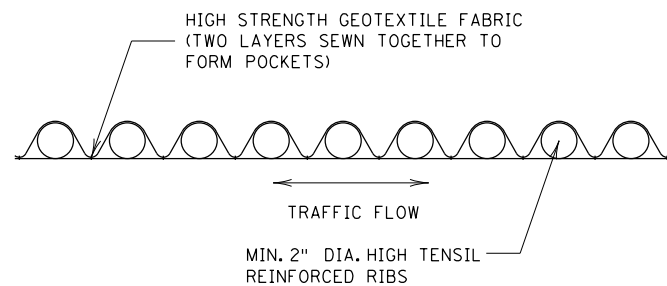 HIGH STRENGTH GEOTEXTILE FABRIC
(TWO LAYERS SEWN TOGETHER TO
FORM POCKETS)
TRAFFIC FLOW
MIN. 2" DIA. HIGH TENSIL
REINFORCED RIBS